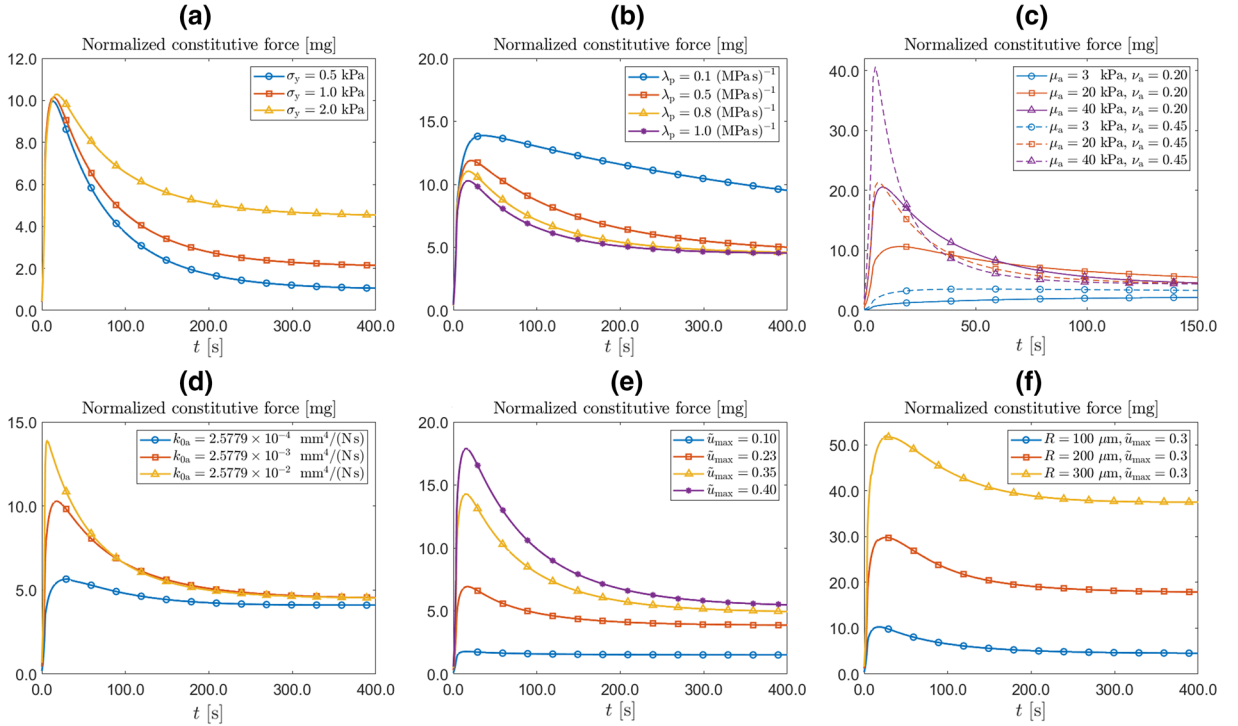 (a)
Normalized constitutive force [mg]
12.0
10.0
8.0
6.0
4.0
2.0
0.0
0.0 100.0 200.0 300.0 400.0
t [s]
σy = 0.5 kPa
σy = 1.0 kPa
σy = 2.0 kPa
(b)
Normalized constitutive force [mg]
20.0
15.0
10.0
5.0
0.0
0.0 100.0 200.0 300.0 400.0
t [s]
λp = 0.1 (MPa s)⁻¹
λp = 0.5 (MPa s)⁻¹
λp = 0.8 (MPa s)⁻¹
λp = 1.0 (MPa s)⁻¹
(c)
Normalized constitutive force [mg]
40.0
30.0
20.0
10.0
0.0
0.0 50.0 100.0 150.0
t [s]
μa = 3 kPa, νa = 0.20
μa = 20 kPa, νa = 0.20
μa = 40 kPa, νa = 0.20
μa = 3 kPa, νa = 0.45
μa = 20 kPa, νa = 0.45
μa = 40 kPa, νa = 0.45
(d)
Normalized constitutive force [mg]
15.0
10.0
5.0
0.0
0.0 100.0 200.0 300.0 400.0
t [s]
k0a = 2.5779 × 10⁻⁴ mm⁴/(N s)
k0a = 2.5779 × 10⁻³ mm⁴/(N s)
k0a = 2.5779 × 10⁻² mm⁴/(N s)
(e)
Normalized constitutive force [mg]
20.0
15.0
10.0
5.0
0.0
0.0 100.0 200.0 300.0 400.0
t [s]
ũmax = 0.10
ũmax = 0.23
ũmax = 0.35
ũmax = 0.40
(f)
Normalized constitutive force [mg]
50.0
40.0
30.0
20.0
10.0
0.0
0.0 100.0 200.0 300.0 400.0
t [s]
R = 100 μm, ũmax = 0.3
R = 200 μm, ũmax = 0.3
R = 300 μm, ũmax = 0.3